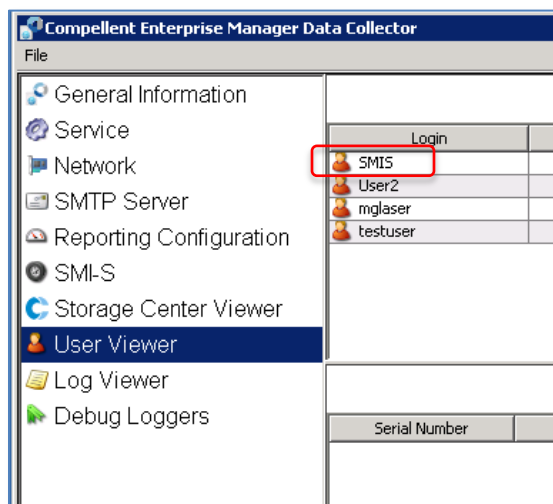 Compellent Enterprise Manager Data Collector
File
General Information
Service
Network
SMTP Server
Reporting Configuration
SMI-S
Storage Center Viewer
User Viewer
Log Viewer
Debug Loggers
Login
SMIS
User2
mglaser
testuser
Serial Number